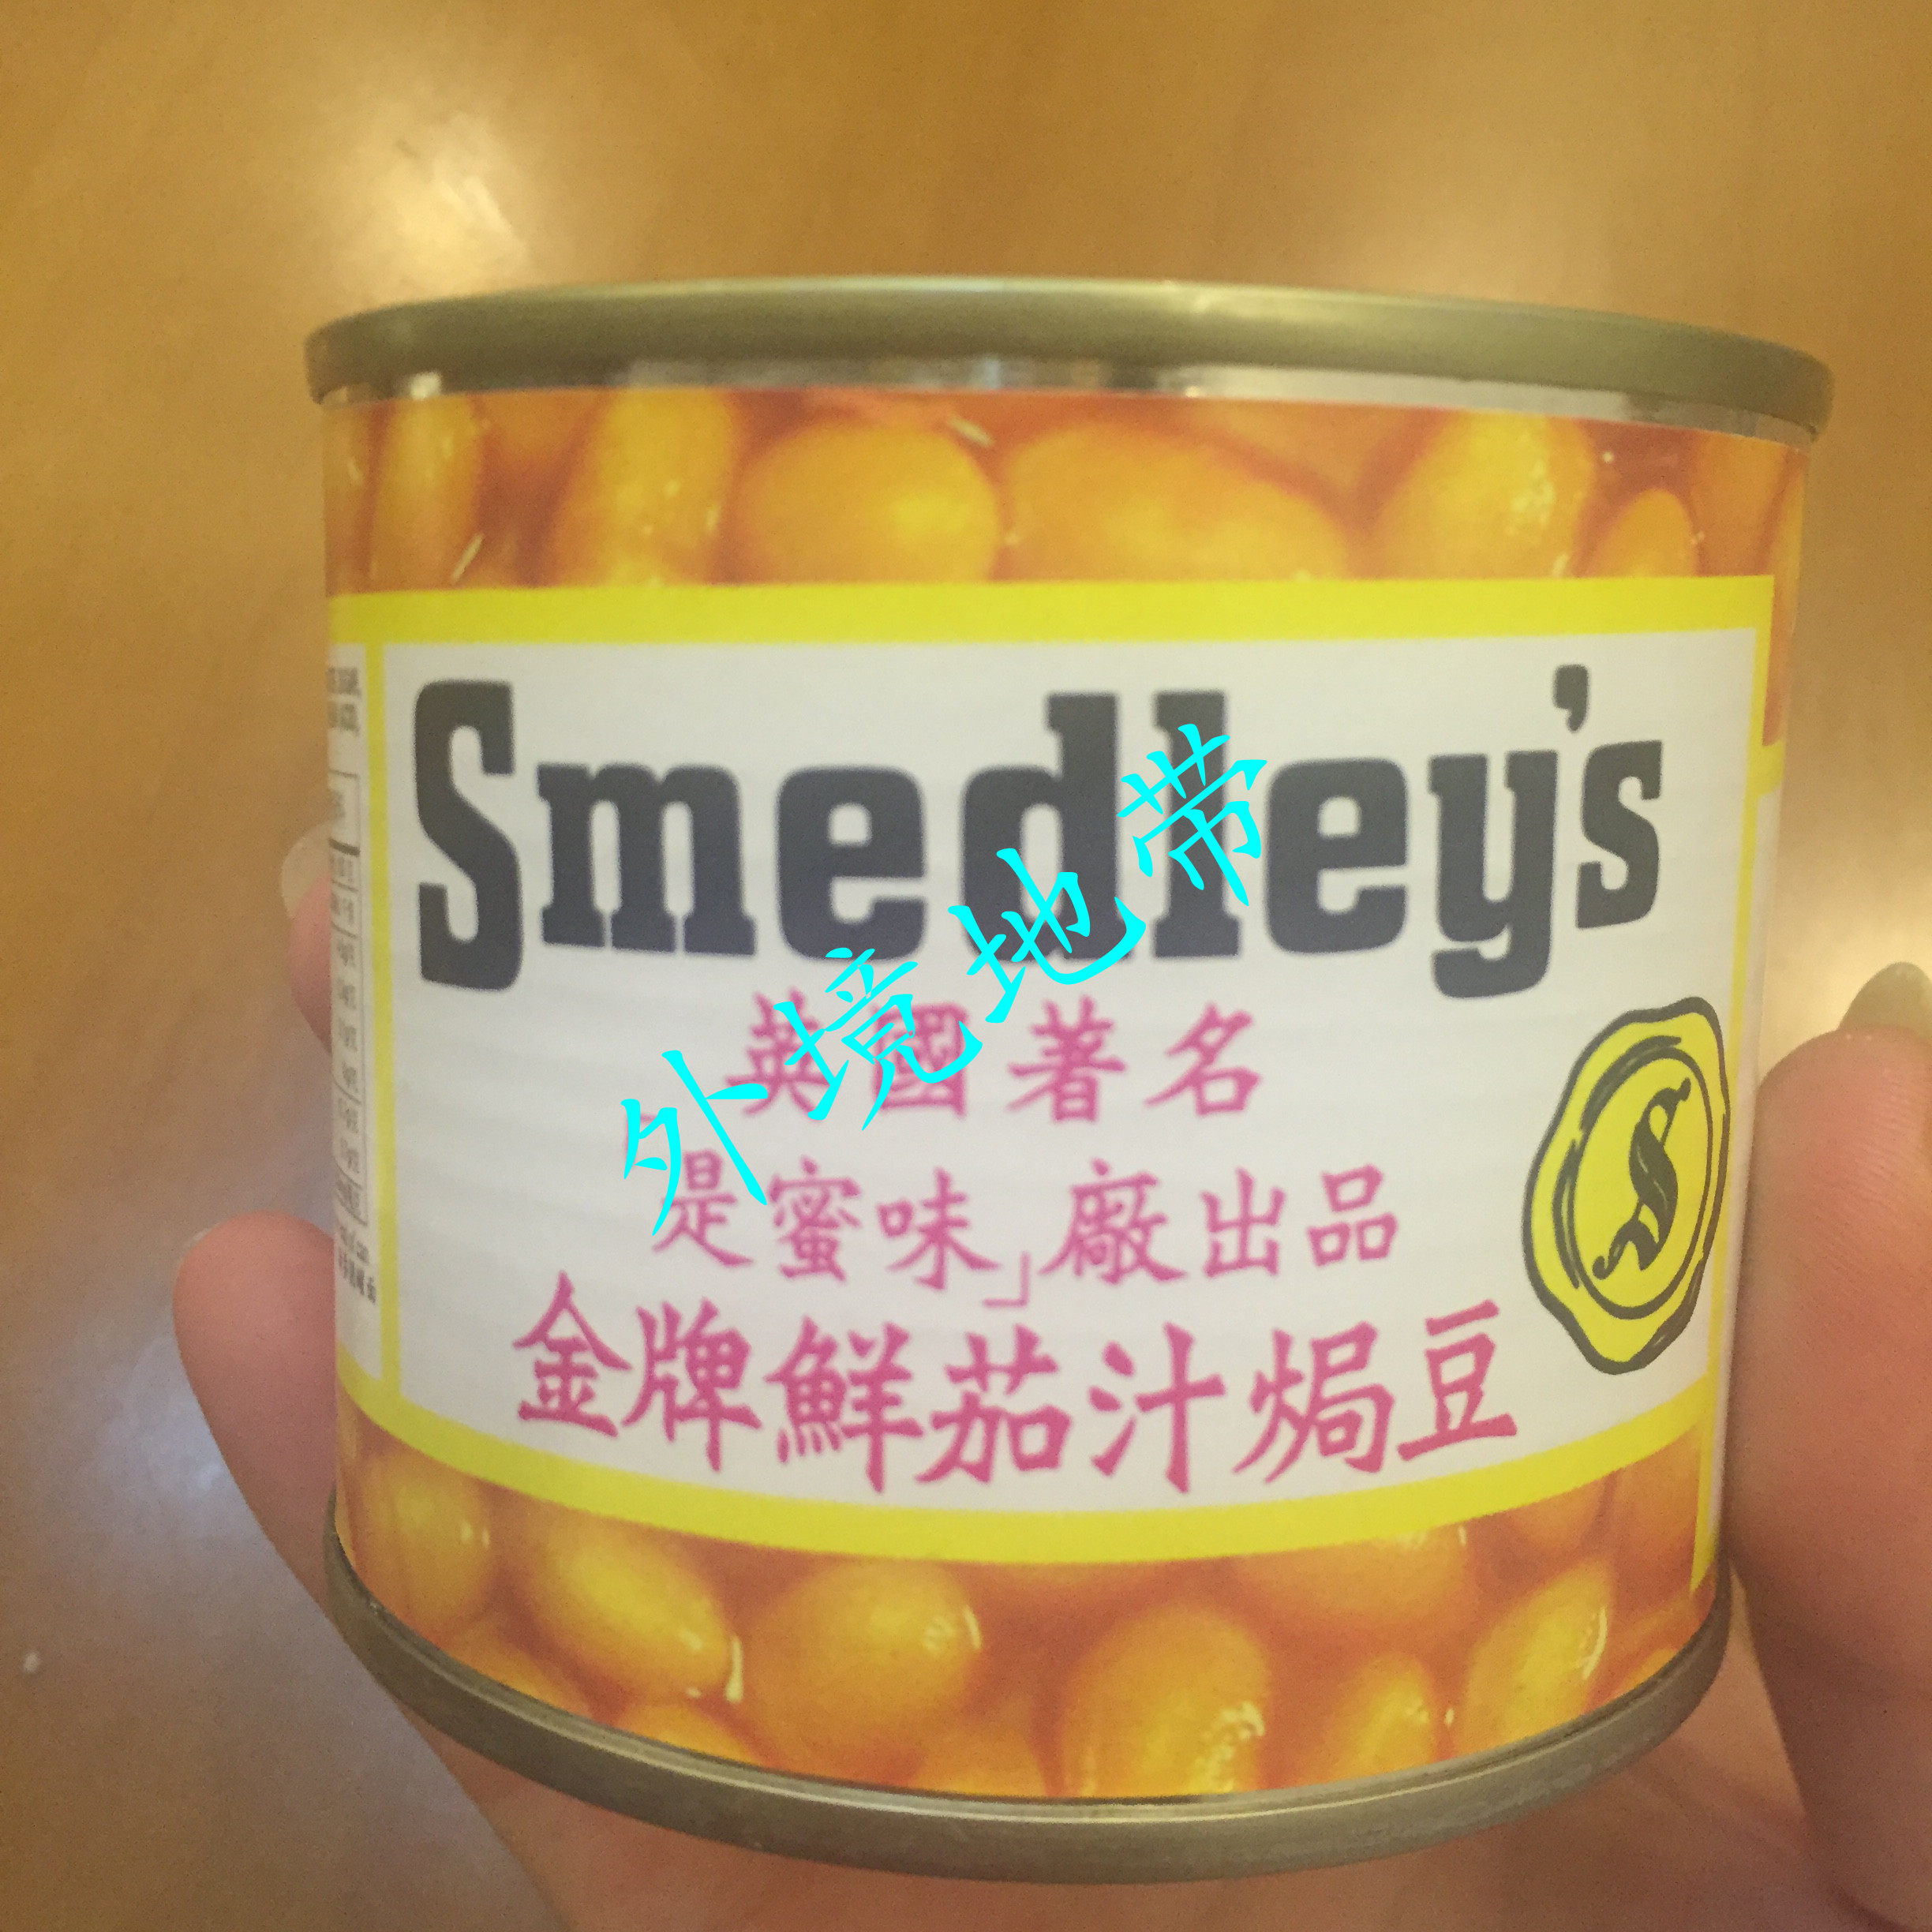 Smedley's
英國著名
「是蜜味」廠出品
金牌鮮茄汁焗豆
S
外境地带